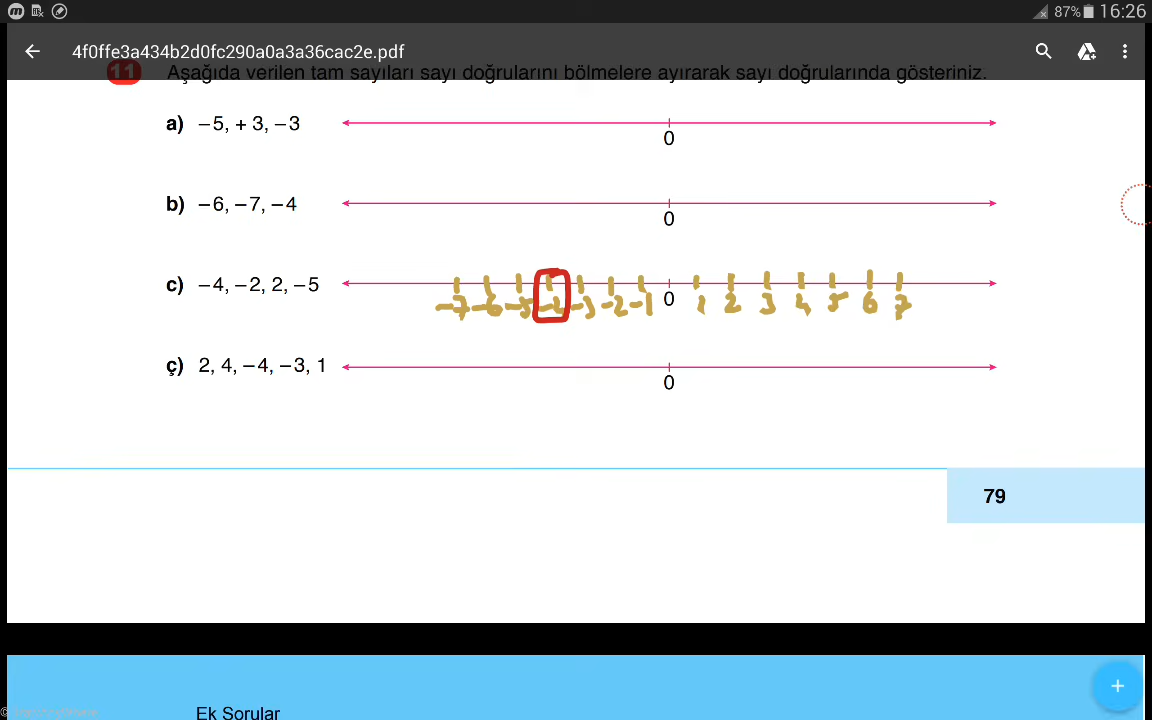 87% 16:26
4f0ffe3a434b2d0fc290a0a3a36cac2e.pdf
11 Aşağıda verilen tam sayıları sayı doğrularını bölmelere ayırarak sayı doğrularında gösteriniz.
a) −5, + 3, −3
0
b) −6, −7, −4
0
c) −4, −2, 2, −5
-7 -6 -5 -3 -2 -1 0 1 2 3 4 5 6 7
ç) 2, 4, −4, −3, 1
0
79
Ek Sorular